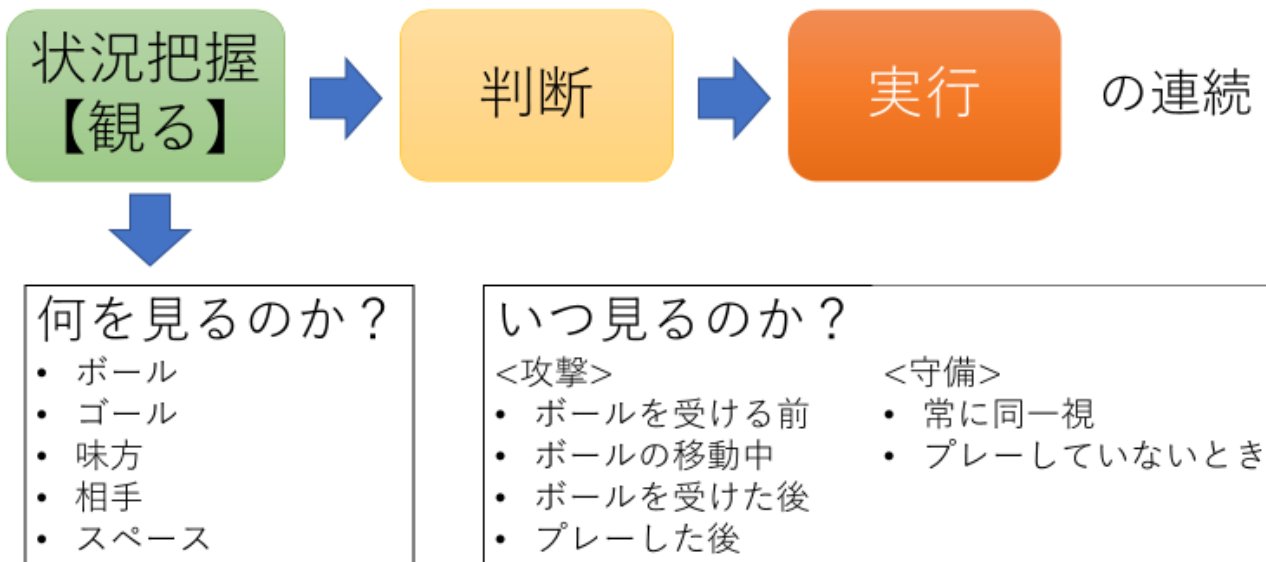 状況把握
【観る】
判断
実行
の連続
何を見るのか？
• ボール
• ゴール
• 味方
• 相手
• スペース
いつ見るのか？
<攻撃>
• ボールを受ける前
• ボールの移動中
• ボールを受けた後
• プレーした後
<守備>
• 常に同一視
• プレーしていないとき